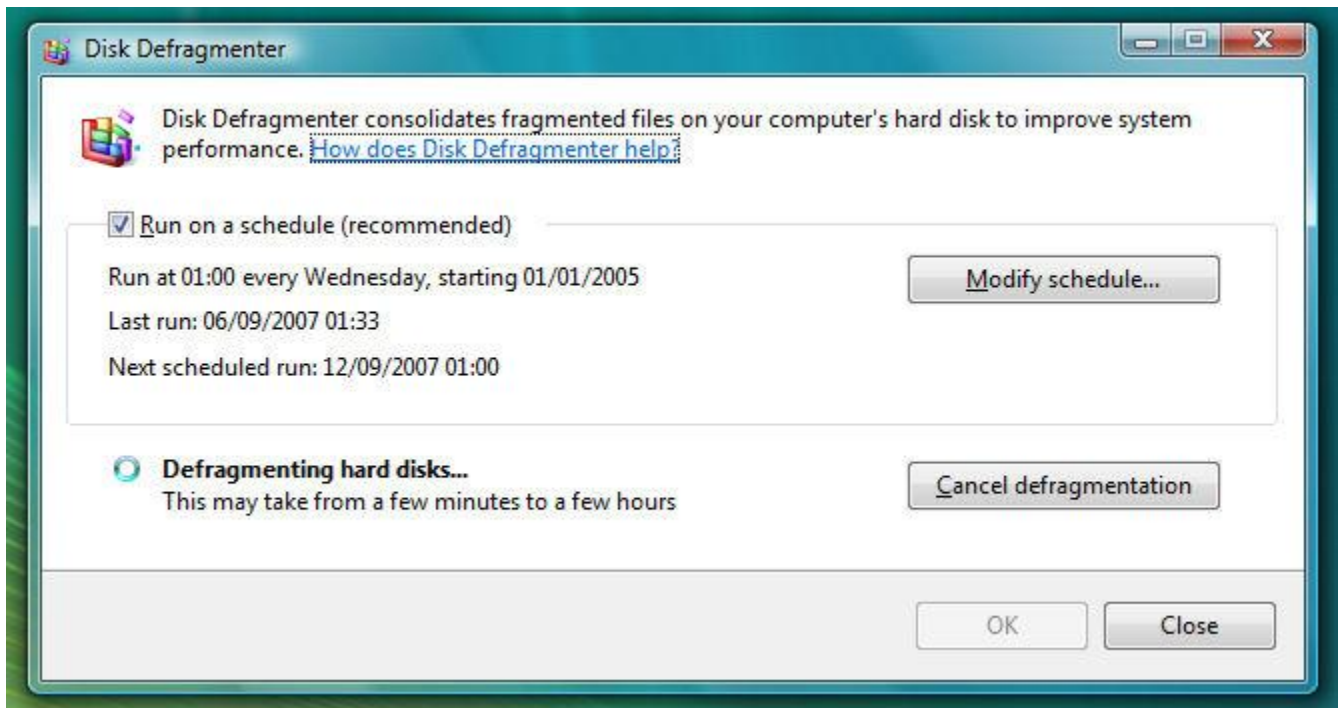 Disk Defragmenter
Disk Defragmenter consolidates fragmented files on your computer's hard disk to improve system
performance. How does Disk Defragmenter help?
Run on a schedule (recommended)
Run at 01:00 every Wednesday, starting 01/01/2005
Modify schedule...
Last run: 06/09/2007 01:33
Next scheduled run: 12/09/2007 01:00
Defragmenting hard disks...
This may take from a few minutes to a few hours
Cancel defragmentation
OK
Close